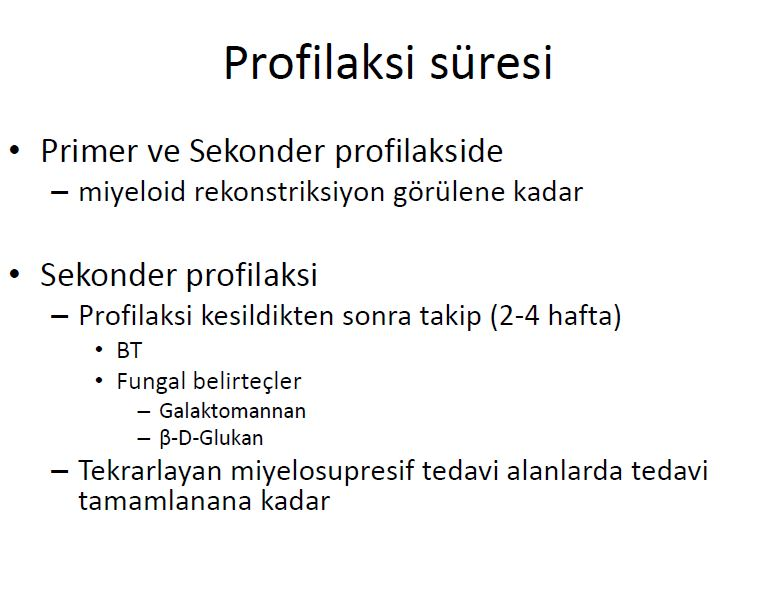 Profilaksi süresi
• Primer ve Sekonder profilakside
– miyeloid rekonstriksiyon görülene kadar
• Sekonder profilaksi
– Profilaksi kesildikten sonra takip (2-4 hafta)
• BT
• Fungal belirteçler
– Galaktomannan
– β-D-Glukan
– Tekrarlayan miyelosupresif tedavi alanlarda tedavi
tamamlanana kadar